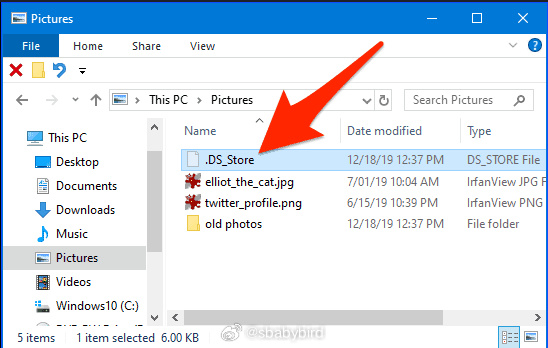 Pictures
File Home Share View
This PC > Pictures
Search Pictures
Name Date modified Type
This PC
Desktop
Documents
Downloads
Music
Pictures
Videos
Windows10 (C:)
.DS_Store 12/18/19 12:37 PM DS_STORE File
elliot_the_cat.jpg 7/01/19 10:04 AM IrfanView JPG F
twitter_profile.png 6/15/19 10:39 PM IrfanView PNG
old photos 12/18/19 12:37 PM File folder
@sbabybird
5 items 1 item selected 6.00 KB